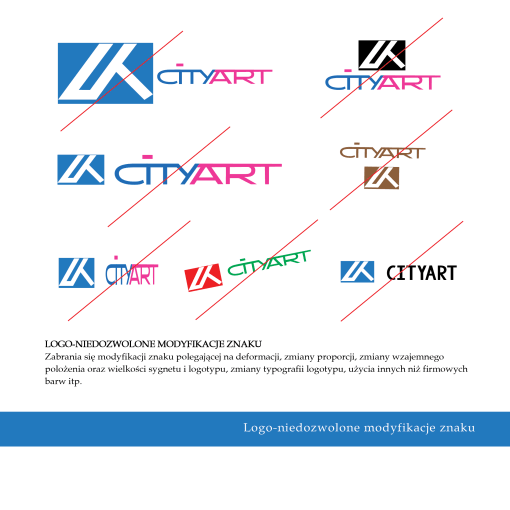 CITYART
CITYART
CITYART
CITYART
CITYART
CITYART
CITYART
LOGO-NIEDOZWOLONE MODYFIKACJE ZNAKU
Zabrania się modyfikacji znaku polegającej na deformacji, zmiany proporcji, zmiany wzajemnego
położenia oraz wielkości sygnetu i logotypu, zmiany typografii logotypu, użycia innych niż firmowych
barw itp.
Logo-niedozwolone modyfikacje znaku